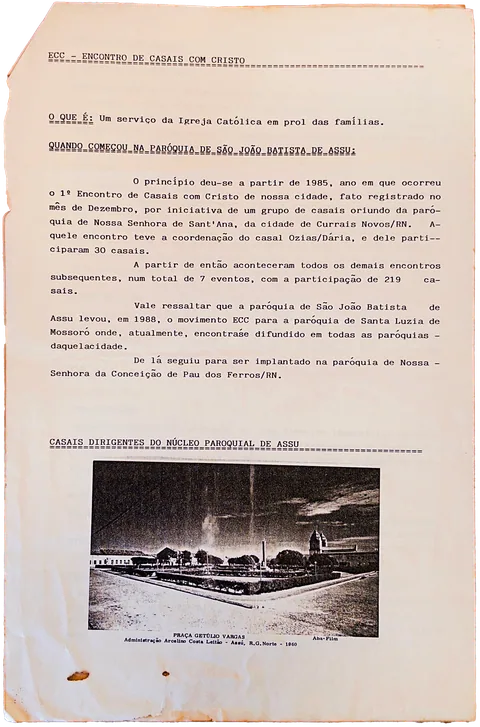 ECC - ENCONTRO DE CASAIS COM CRISTO
O QUE É: Um serviço da Igreja Católica em prol das famílias.
QUANDO COMEÇOU NA PARÓQUIA DE SÃO JOÃO BATISTA DE ASSU:
O princípio deu-se a partir de 1985, ano em que ocorreu
o 1º Encontro de Casais com Cristo de nossa cidade, fato registrado no
mês de Dezembro, por iniciativa de um grupo de casais oriundo da paró-
quia de Nossa Senhora de Sant'Ana, da cidade de Currais Novos/RN. A-
quele encontro teve a coordenação do casal Ozias/Dária, e dele parti--
ciparam 30 casais.
A partir de então aconteceram todos os demais encontros
subsequentes, num total de 7 eventos, com a participação de 219 ca-
sais.
Vale ressaltar que a paróquia de São João Batista de
Assu levou, em 1988, o movimento ECC para a paróquia de Santa Luzia de
Mossoró onde, atualmente, encontraśe difundido em todas as paróquias -
daquelacidade.
De lá seguiu para ser implantado na paróquia de Nossa -
Senhora da Conceição de Pau dos Ferros/RN.
CASAIS DIRIGENTES DO NÚCLEO PAROQUIAL DE ASSU
PRAÇA GETÚLIO VARGAS
Administração Arcelino Costa Leitão - Assú, R.G.Norte - 1960
Aba-Film